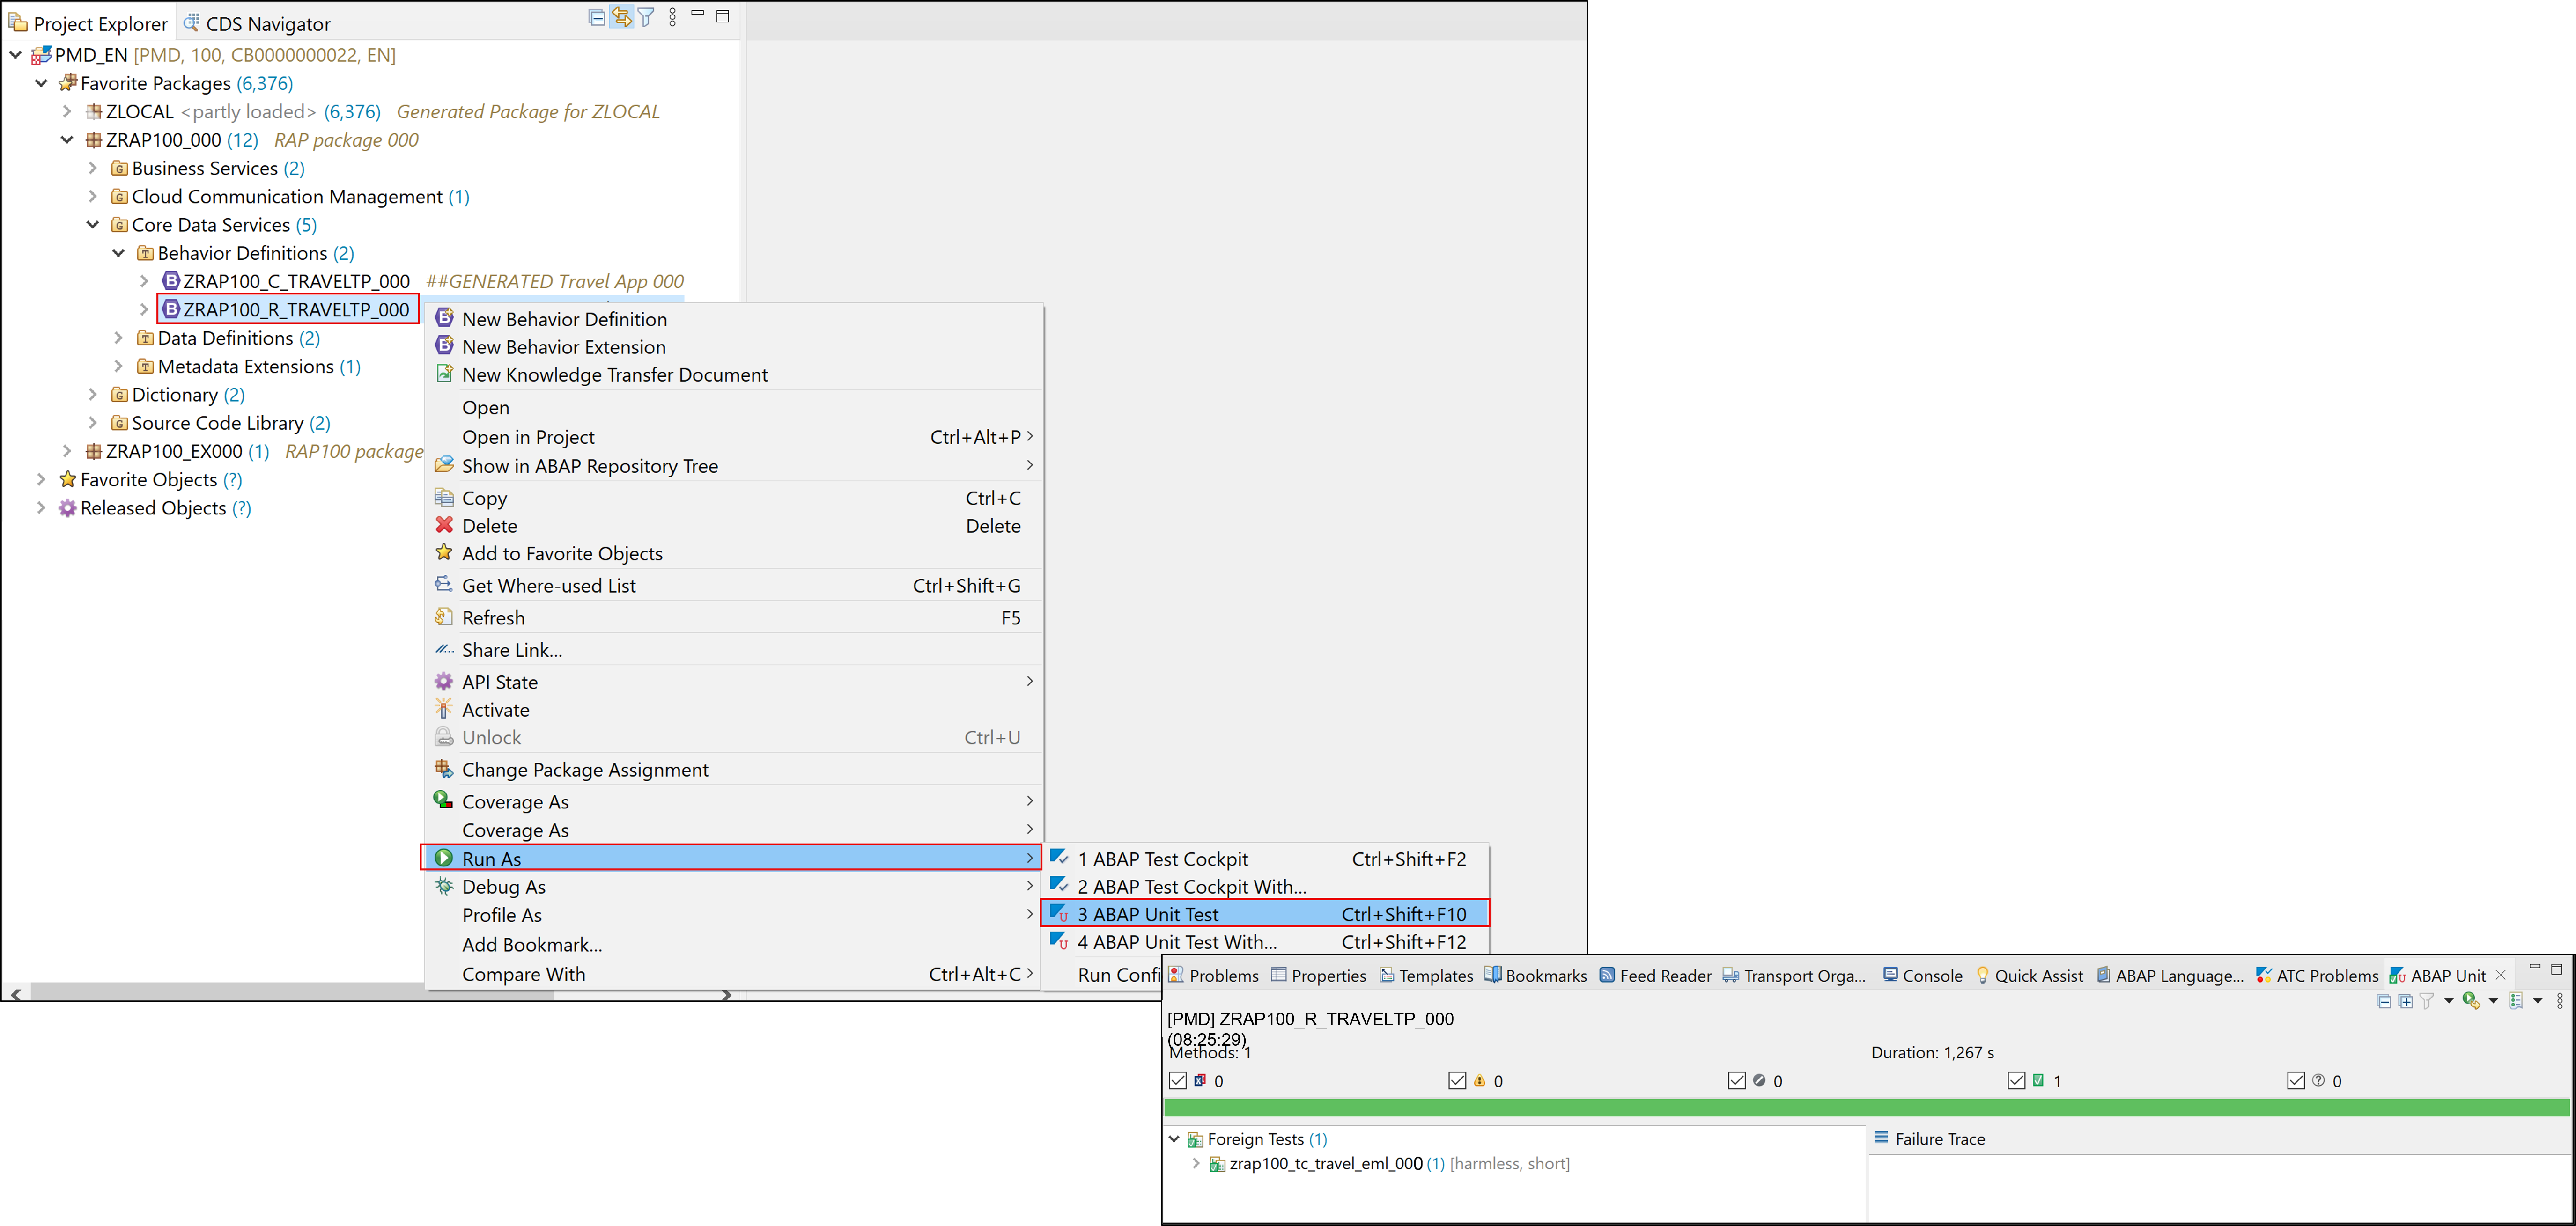 Project Explorer CDS Navigator
PMD_EN [PMD, 100, CB0000000022, EN]
Favorite Packages (6,376)
ZLOCAL <partly loaded> (6,376) Generated Package for ZLOCAL
ZRAP100_000 (12) RAP package 000
Business Services (2)
Cloud Communication Management (1)
Core Data Services (5)
Behavior Definitions (2)
ZRAP100_C_TRAVELTP_000 ##GENERATED Travel App 000
ZRAP100_R_TRAVELTP_000
Data Definitions (2)
Metadata Extensions (1)
Dictionary (2)
Source Code Library (2)
ZRAP100_EX000 (1) RAP100 package
Favorite Objects (?)
Released Objects (?)
New Behavior Definition
New Behavior Extension
New Knowledge Transfer Document
Open
Open in Project Ctrl+Alt+P
Show in ABAP Repository Tree
Copy Ctrl+C
Delete Delete
Add to Favorite Objects
Get Where-used List Ctrl+Shift+G
Refresh F5
Share Link...
API State
Activate
Unlock Ctrl+U
Change Package Assignment
Coverage As
Coverage As
Run As
Debug As
Profile As
Add Bookmark...
Compare With Ctrl+Alt+C
1 ABAP Test Cockpit Ctrl+Shift+F2
2 ABAP Test Cockpit With...
3 ABAP Unit Test Ctrl+Shift+F10
4 ABAP Unit Test With... Ctrl+Shift+F12
Run Confi
Problems Properties Templates Bookmarks Feed Reader Transport Orga... Console Quick Assist ABAP Language... ATC Problems ABAP Unit
[PMD] ZRAP100_R_TRAVELTP_000
(08:25:29)
Methods: 1 Duration: 1,267 s
0 0 0 1 0
Foreign Tests (1) Failure Trace
zrap100_tc_travel_eml_000 (1) [harmless, short]